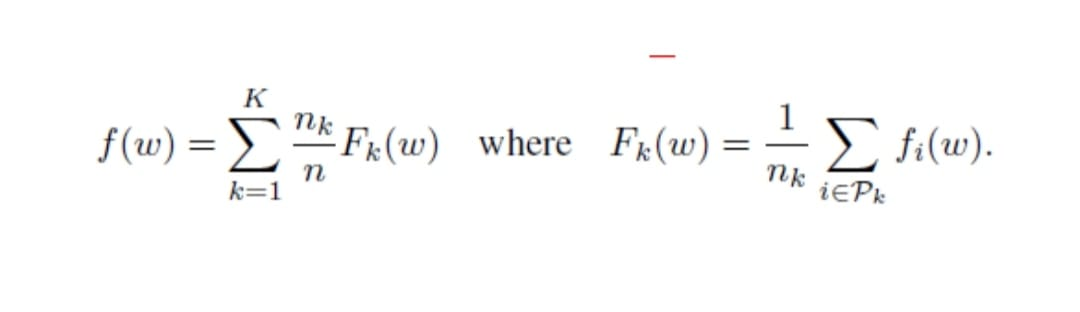 f(w) = \sum_{k=1}^{K} \frac{n_k}{n} F_k(w) where F_k(w) = \frac{1}{n_k} \sum_{i \in \mathcal{P}_k} f_i(w).